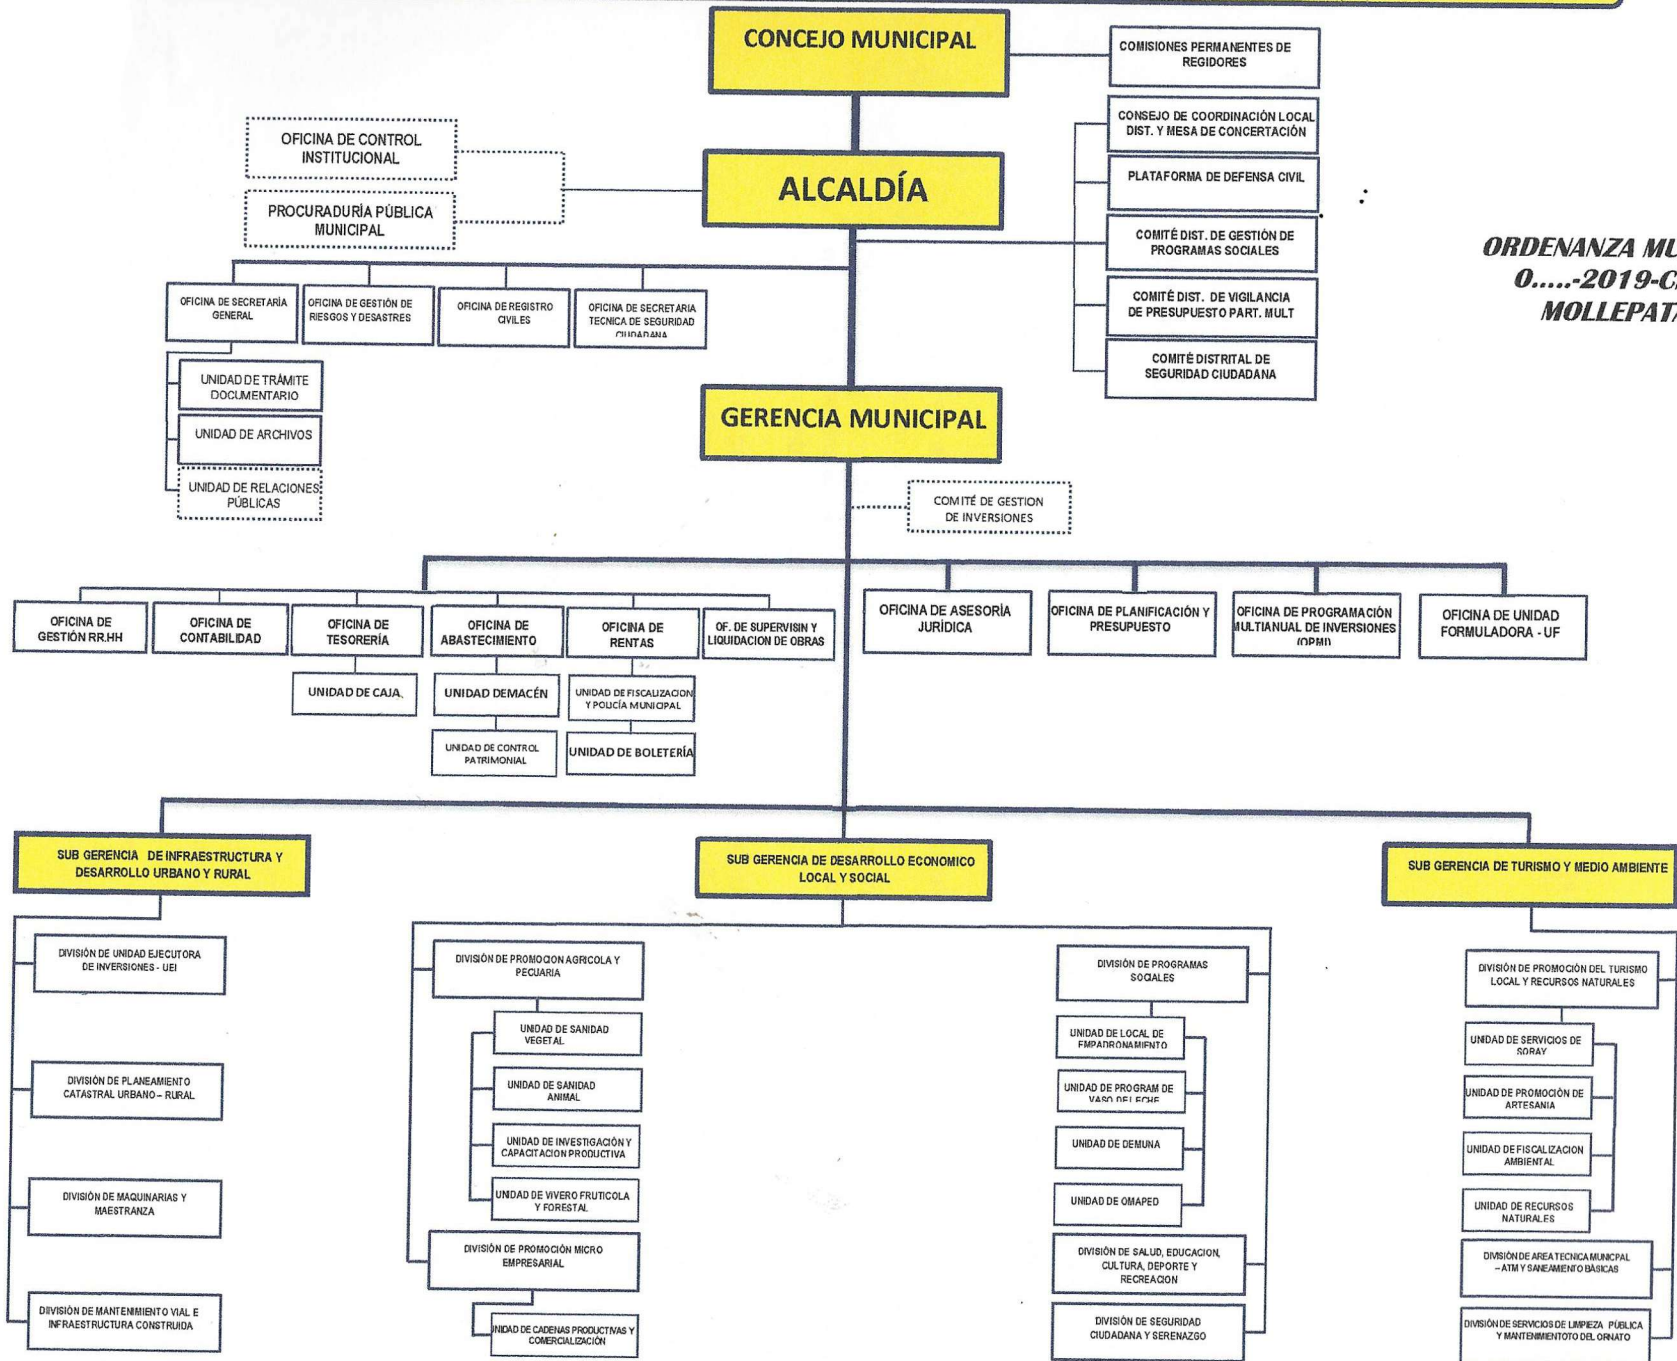 CONCEJO MUNICIPAL
COMISIONES PERMANENTES DE
REGIDORES
CONSEJO DE COORDINACIÓN LOCAL
DIST. Y MESA DE CONCERTACIÓN
OFICINA DE CONTROL
INSTITUCIONAL
ALCALDÍA
PLATAFORMA DE DEFENSA CIVIL
PROCURADURÍA PÚBLICA
MUNICIPAL
COMITÉ DIST. DE GESTIÓN DE
PROGRAMAS SOCIALES
ORDENANZA MU
0.....-2019-C
MOLLEPATA
COMITÉ DIST. DE VIGILANCIA
DE PRESUPUESTO PART. MULT
COMITÉ DISTRITAL DE
SEGURIDAD CIUDADANA
OFICINA DE SECRETARÍA
GENERAL
OFICINA DE GESTIÓN DE
RIESGOS Y DESASTRES
OFICINA DE REGISTRO
CIVILES
OFICINA DE SECRETARIA
TECNICA DE SEGURIDAD
CIUDADANA
UNIDAD DE TRÁMITE
DOCUMENTARIO
UNIDAD DE ARCHIVOS
UNIDAD DE RELACIONES
PÚBLICAS
GERENCIA MUNICIPAL
COMITÉ DE GESTION
DE INVERSIONES
OFICINA DE
GESTIÓN RR.HH
OFICINA DE
CONTABILIDAD
OFICINA DE
TESORERÍA
OFICINA DE
ABASTECIMIENTO
OFICINA DE
RENTAS
OF. DE SUPERVISIN Y
LIQUIDACION DE OBRAS
OFICINA DE ASESORÍA
JURÍDICA
OFICINA DE PLANIFICACIÓN Y
PRESUPUESTO
OFICINA DE PROGRAMACIÓN
MULTIANUAL DE INVERSIONES
(OPMI)
OFICINA DE UNIDAD
FORMULADORA - UF
UNIDAD DE CAJA.
UNIDAD DEMACÉN
UNIDAD DE FISCALIZACION
Y POLICÍA MUNICIPAL
UNIDAD DE CONTROL
PATRIMONIAL
UNIDAD DE BOLETERÍA
SUB GERENCIA DE INFRAESTRUCTURA Y
DESARROLLO URBANO Y RURAL
SUB GERENCIA DE DESARROLLO ECONOMICO
LOCAL Y SOCIAL
SUB GERENCIA DE TURISMO Y MEDIO AMBIENTE
DIVISIÓN DE UNIDAD EJECUTORA
DE INVERSIONES - UEI
DIVISIÓN DE PLANEAMIENTO
CATASTRAL URBANO – RURAL
DIVISIÓN DE MAQUINARIAS Y
MAESTRANZA
DIIVISIÓN DE MANTENIMIENTO VIAL E
INFRAESTRUCTURA CONSTRUIDA
DIVISIÓN DE PROMOCION AGRICOLA Y
PECUARIA
UNIDAD DE SANIDAD
VEGETAL
UNIDAD DE SANIDAD
ANIMAL
UNIDAD DE INVESTIGACIÓN Y
CAPACITACION PRODUCTIVA
UNIDAD DE VIVERO FRUTICOLA
Y FORESTAL
DIVISIÓN DE PROMOCIÓN MICRO
EMPRESARIAL
UNIDAD DE CADENAS PRODUCTIVAS Y
COMERCIALIZACIÓN
DIVISIÓN DE PROGRAMAS
SOCIALES
UNIDAD DE LOCAL DE
EMPADRONAMIENTO
UNIDAD DE PROGRAM DE
VASO DE LECHE
UNIDAD DE DEMUNA
UNIDAD DE OMAPED
DIVISIÓN DE SALUD, EDUCACION,
CULTURA, DEPORTE Y
RECREACION
DIVISIÓN DE SEGURIDAD
CIUDADANA Y SERENAZGO
DIVISIÓN DE PROMOCIÓN DEL TURISMO
LOCAL Y RECURSOS NATURALES
UNIDAD DE SERVICIOS DE
SORAY
UNIDAD DE PROMOCIÓN DE
ARTESANIA
UNIDAD DE FISCALIZACION
AMBIENTAL
UNIDAD DE RECURSOS
NATURALES
DIVISIÓN DE AREA TECNICA MUNICPAL
– ATM Y SANEAMIENTO BÁSICAS
DIVISIÓN DE SERVICIOS DE LIMPIEZA PÚBLICA
Y MANTENIMIENTOTO DEL ORNATO